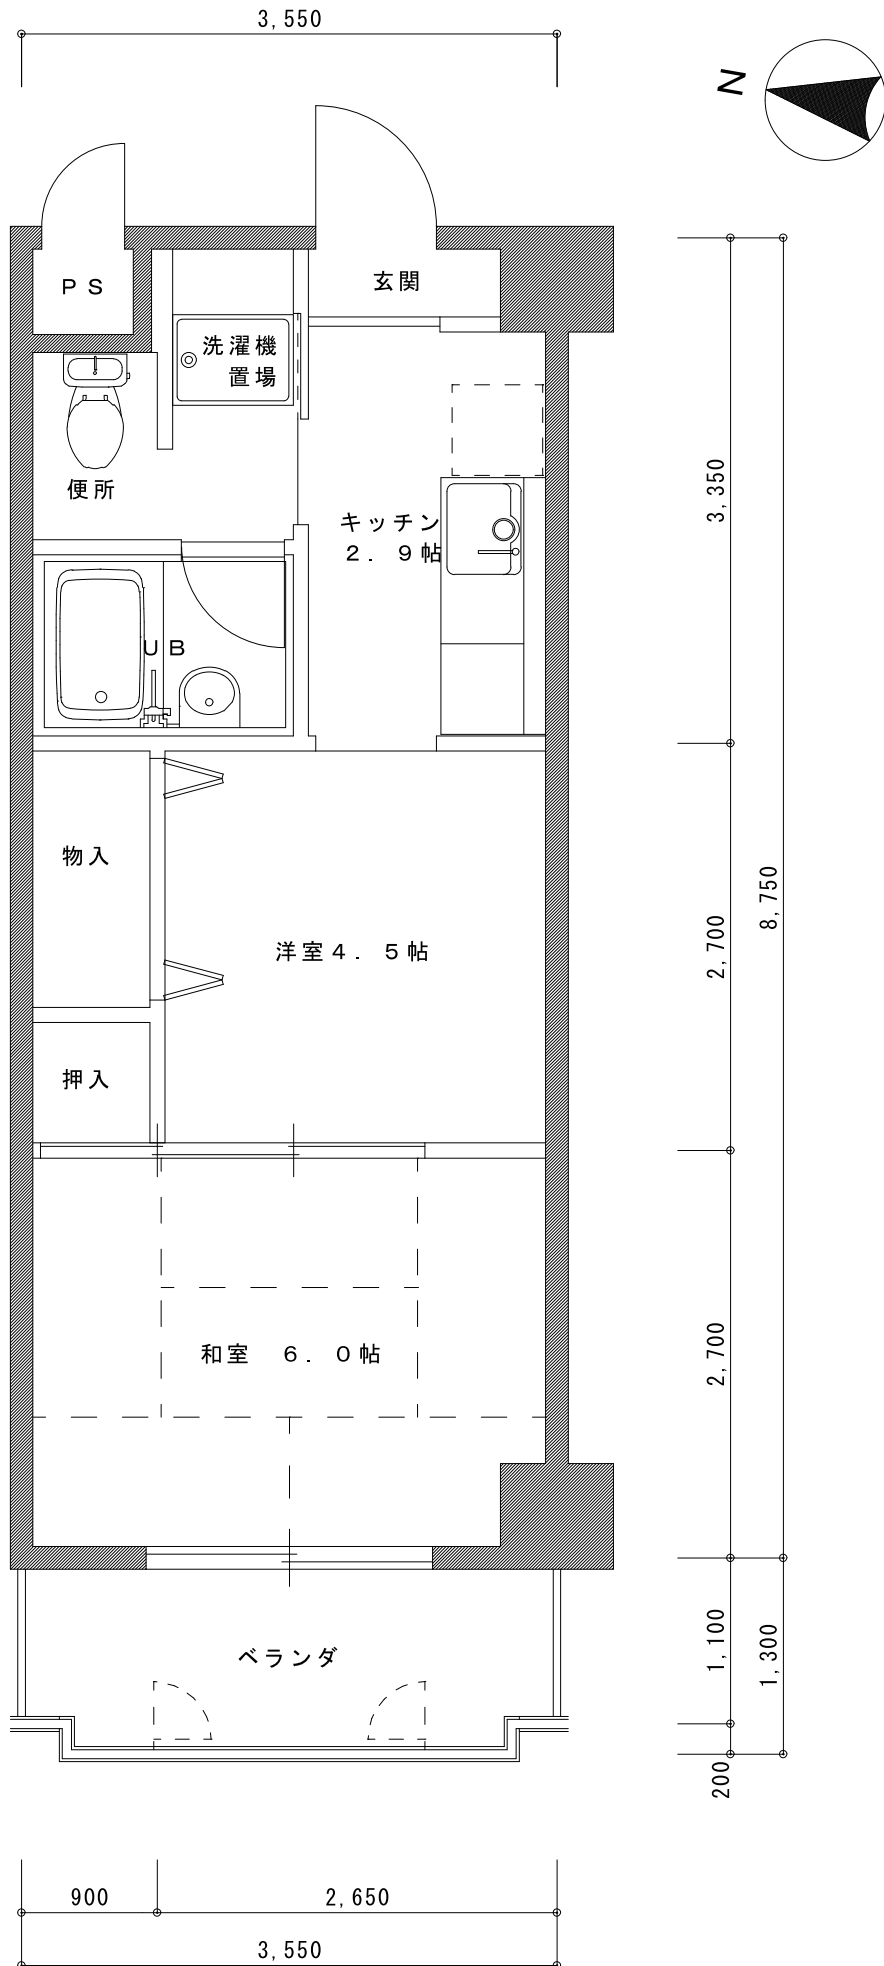 3,550
N
PS
玄関
洗濯機
置場
便所
キッチン
2．9帖
3,350
UB
物入
8,750
2,700
洋室4．5帖
押入
和室　6．0帖
2,700
ベランダ
1,100
1,300
200
900
2,650
3,550